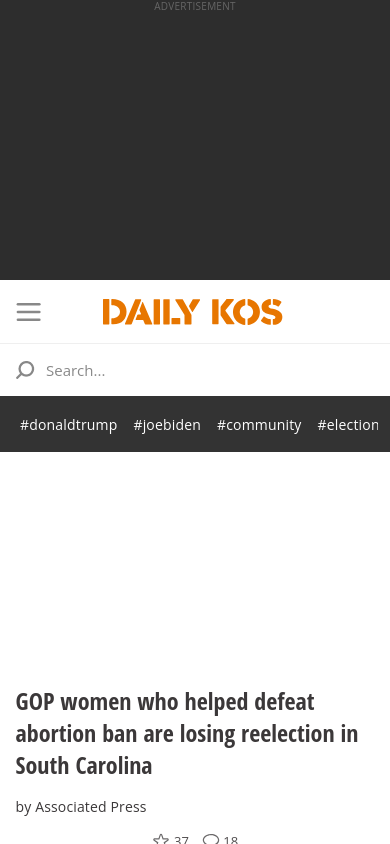 ADVERTISEMENT
DAILY KOS
Search...
#donaldtrump #joebiden #community #election
GOP women who helped defeat
abortion ban are losing reelection in
South Carolina
by Associated Press
37 18